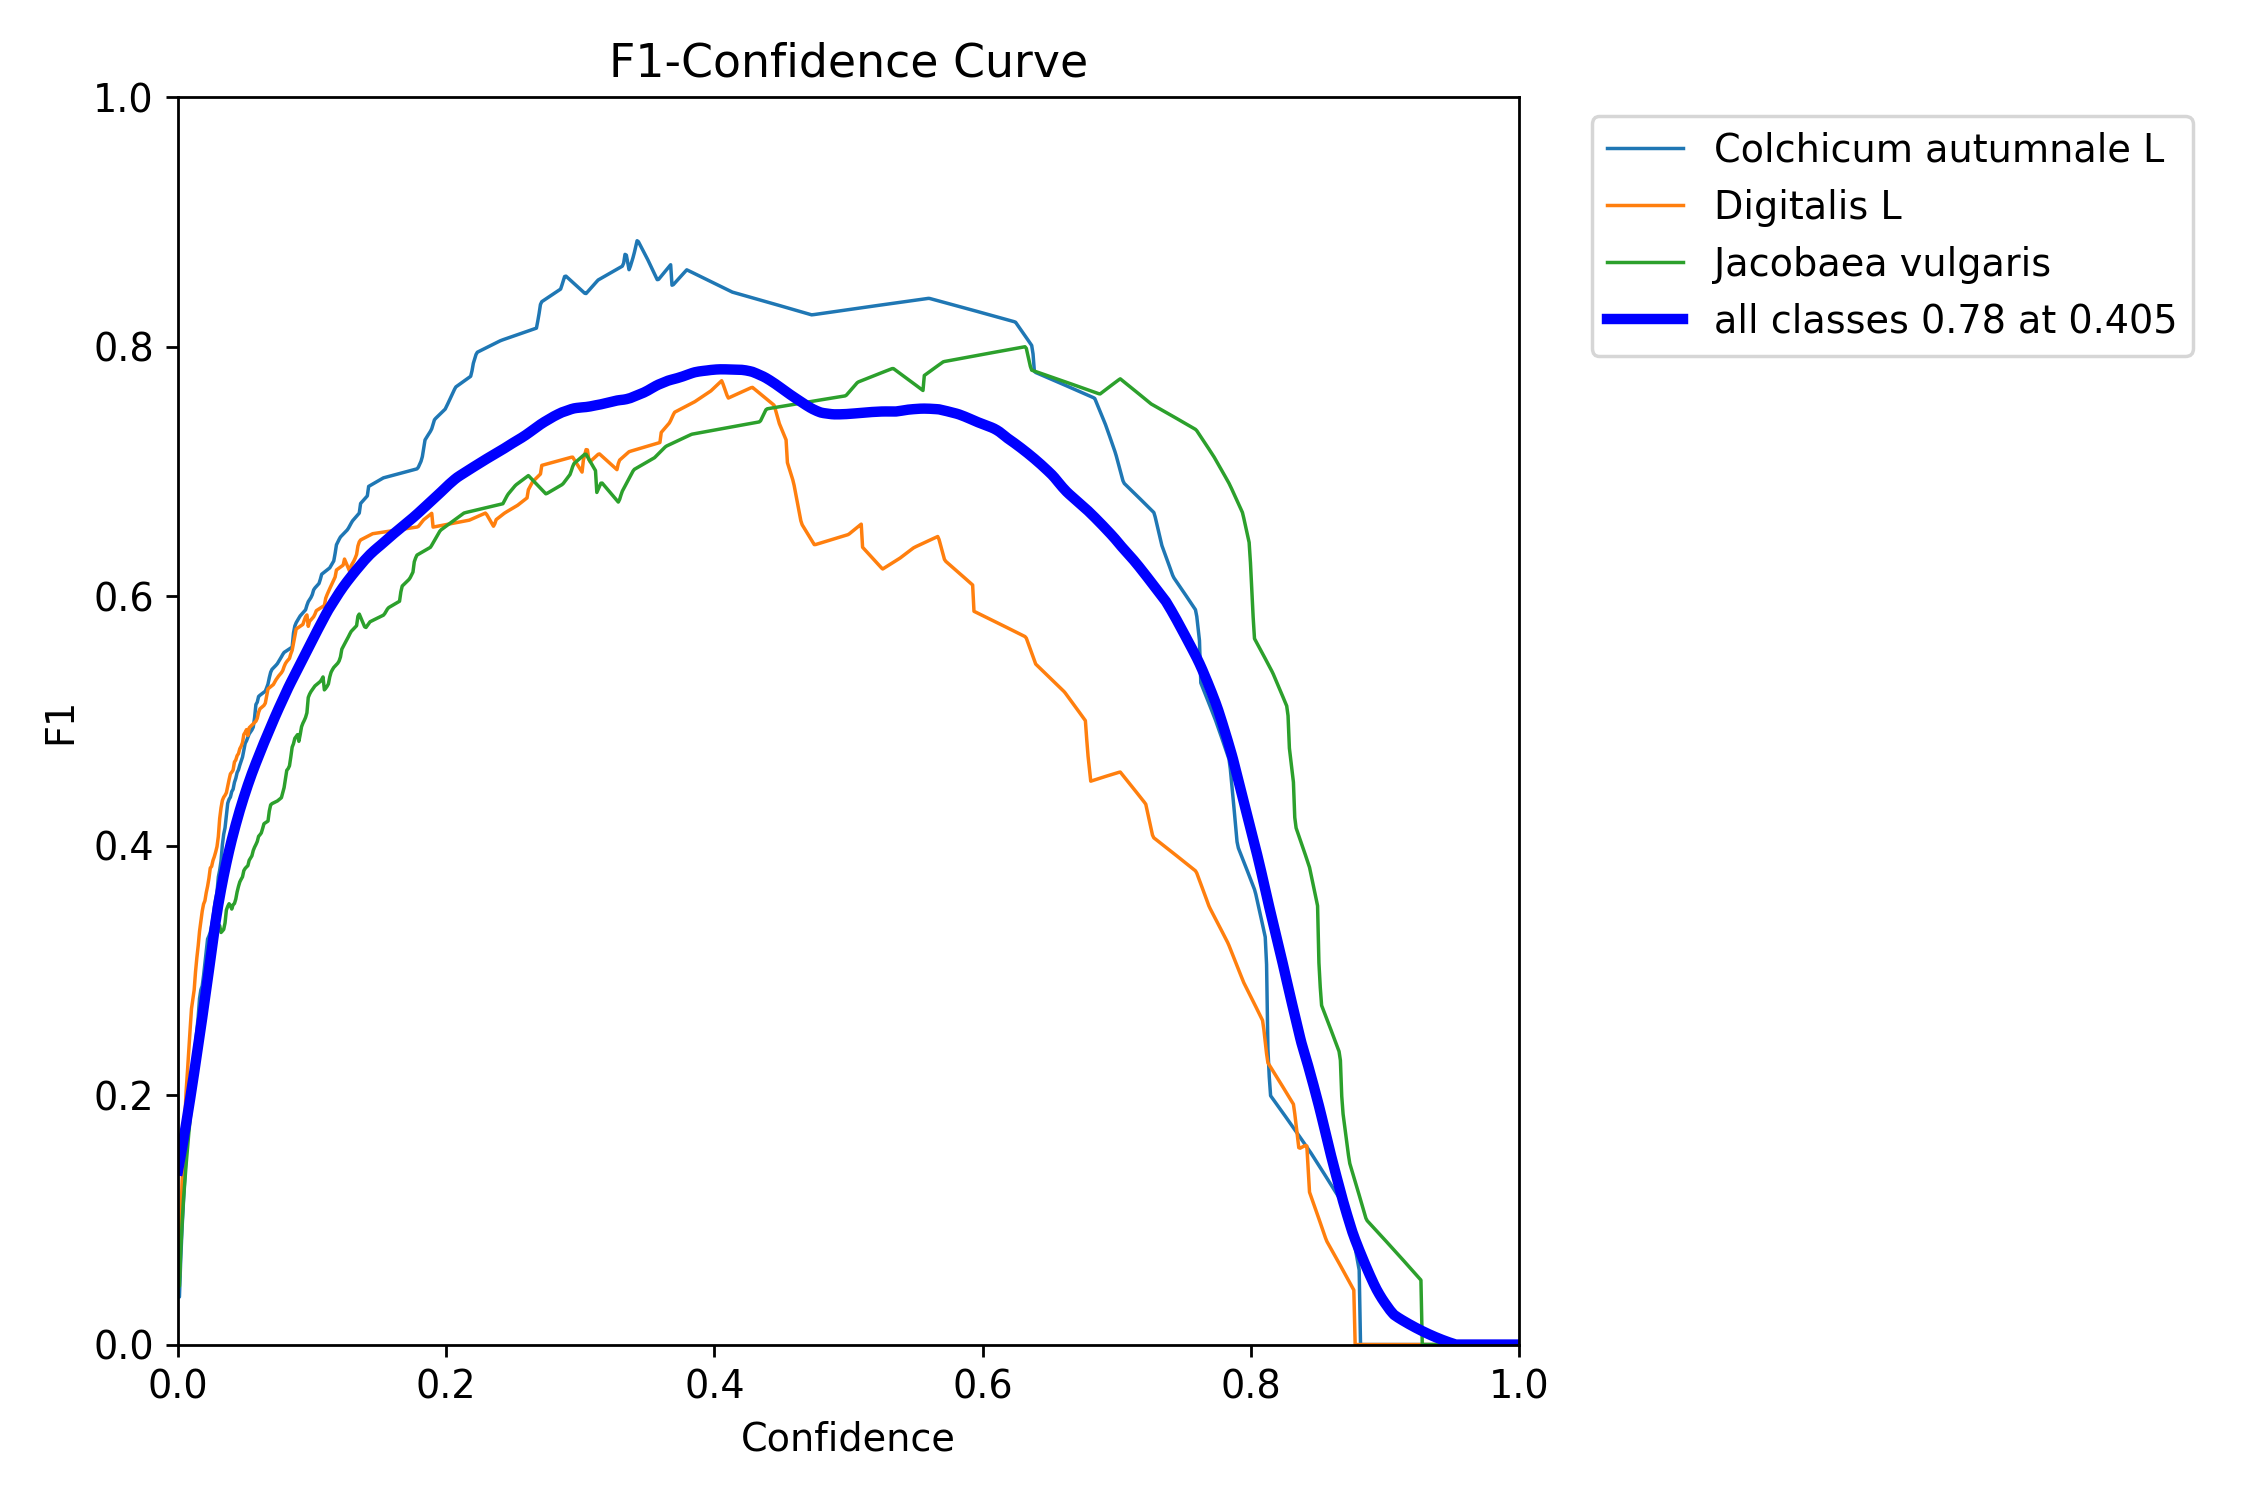 F1-Confidence Curve
1.0
0.8
0.6
0.4
0.2
0.0
F1
0.0 0.2 0.4 0.6 0.8 1.0
Confidence
Colchicum autumnale L
Digitalis L
Jacobaea vulgaris
all classes 0.78 at 0.405